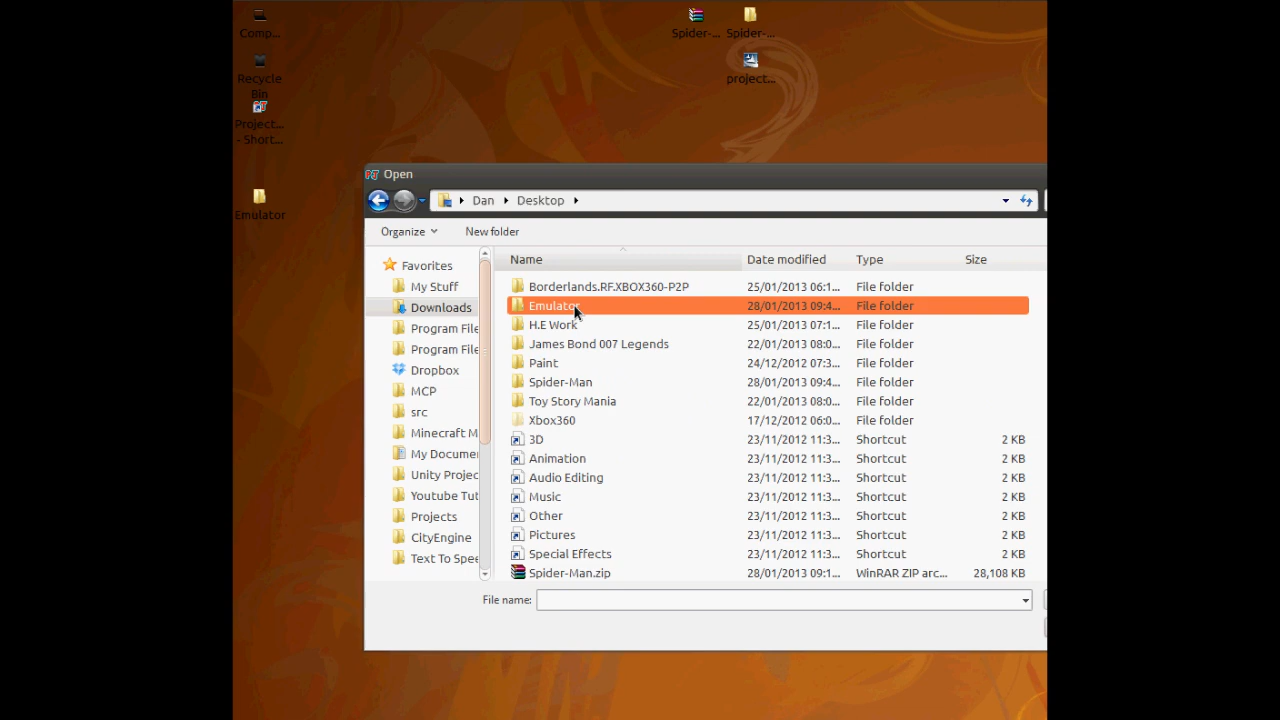 Comp...
Recycle
Bin
Project...
- Short...
Emulator
Spider-...
Spider-...
project...
Open
Dan
Desktop
Organize
New folder
Name
Date modified
Type
Size
Favorites
My Stuff
Downloads
Program File
Program File
Dropbox
MCP
src
Minecraft M
My Docume
Unity Projec
Youtube Tut
Projects
CityEngine
Text To Spee
Borderlands.RF.XBOX360-P2P 25/01/2013 06:1... File folder
Emulator 28/01/2013 09:4... File folder
H.E Work 25/01/2013 07:1... File folder
James Bond 007 Legends 22/01/2013 08:0... File folder
Paint 24/12/2012 07:3... File folder
Spider-Man 28/01/2013 09:4... File folder
Toy Story Mania 22/01/2013 08:0... File folder
Xbox360 17/12/2012 06:0... File folder
3D 23/11/2012 11:3... Shortcut 2 KB
Animation 23/11/2012 11:3... Shortcut 2 KB
Audio Editing 23/11/2012 11:3... Shortcut 2 KB
Music 23/11/2012 11:3... Shortcut 2 KB
Other 23/11/2012 11:3... Shortcut 2 KB
Pictures 23/11/2012 11:3... Shortcut 2 KB
Special Effects 23/11/2012 11:3... Shortcut 2 KB
Spider-Man.zip 28/01/2013 09:1... WinRAR ZIP arc... 28,108 KB
File name: